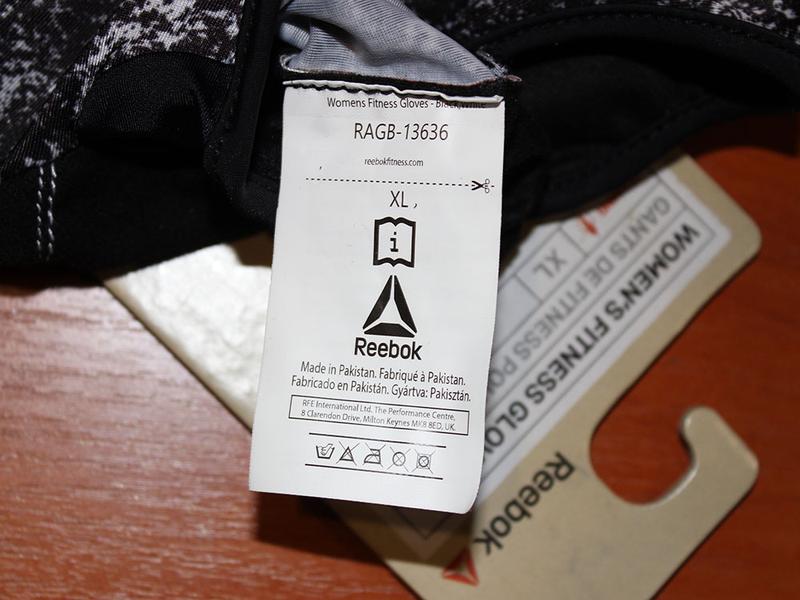 Womens Fitness Gloves - Black/White
RAGB-13636
reebokfitness.com
XL
i
Reebok
Made in Pakistan. Fabriqué à Pakistan.
Fabricado en Pakistán. Gyártva: Pakisztán.
RFE International Ltd. The Performance Centre,
8 Clarendon Drive, Milton Keynes MK8 8ED, UK
WOMEN'S FITNESS
GANTS DE FITNESS
XL
Reebok